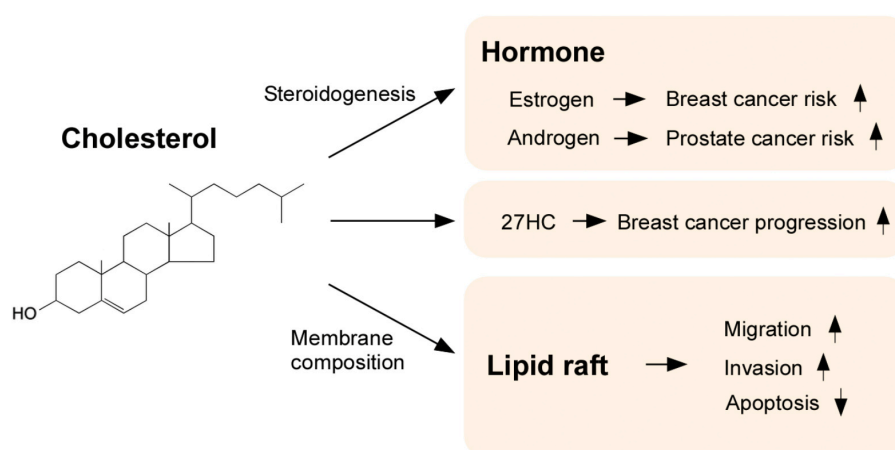 Cholesterol
HO
Steroidogenesis
Hormone
Estrogen Breast cancer risk
Androgen Prostate cancer risk
27HC Breast cancer progression
Membrane
composition
Lipid raft
Migration
Invasion
Apoptosis